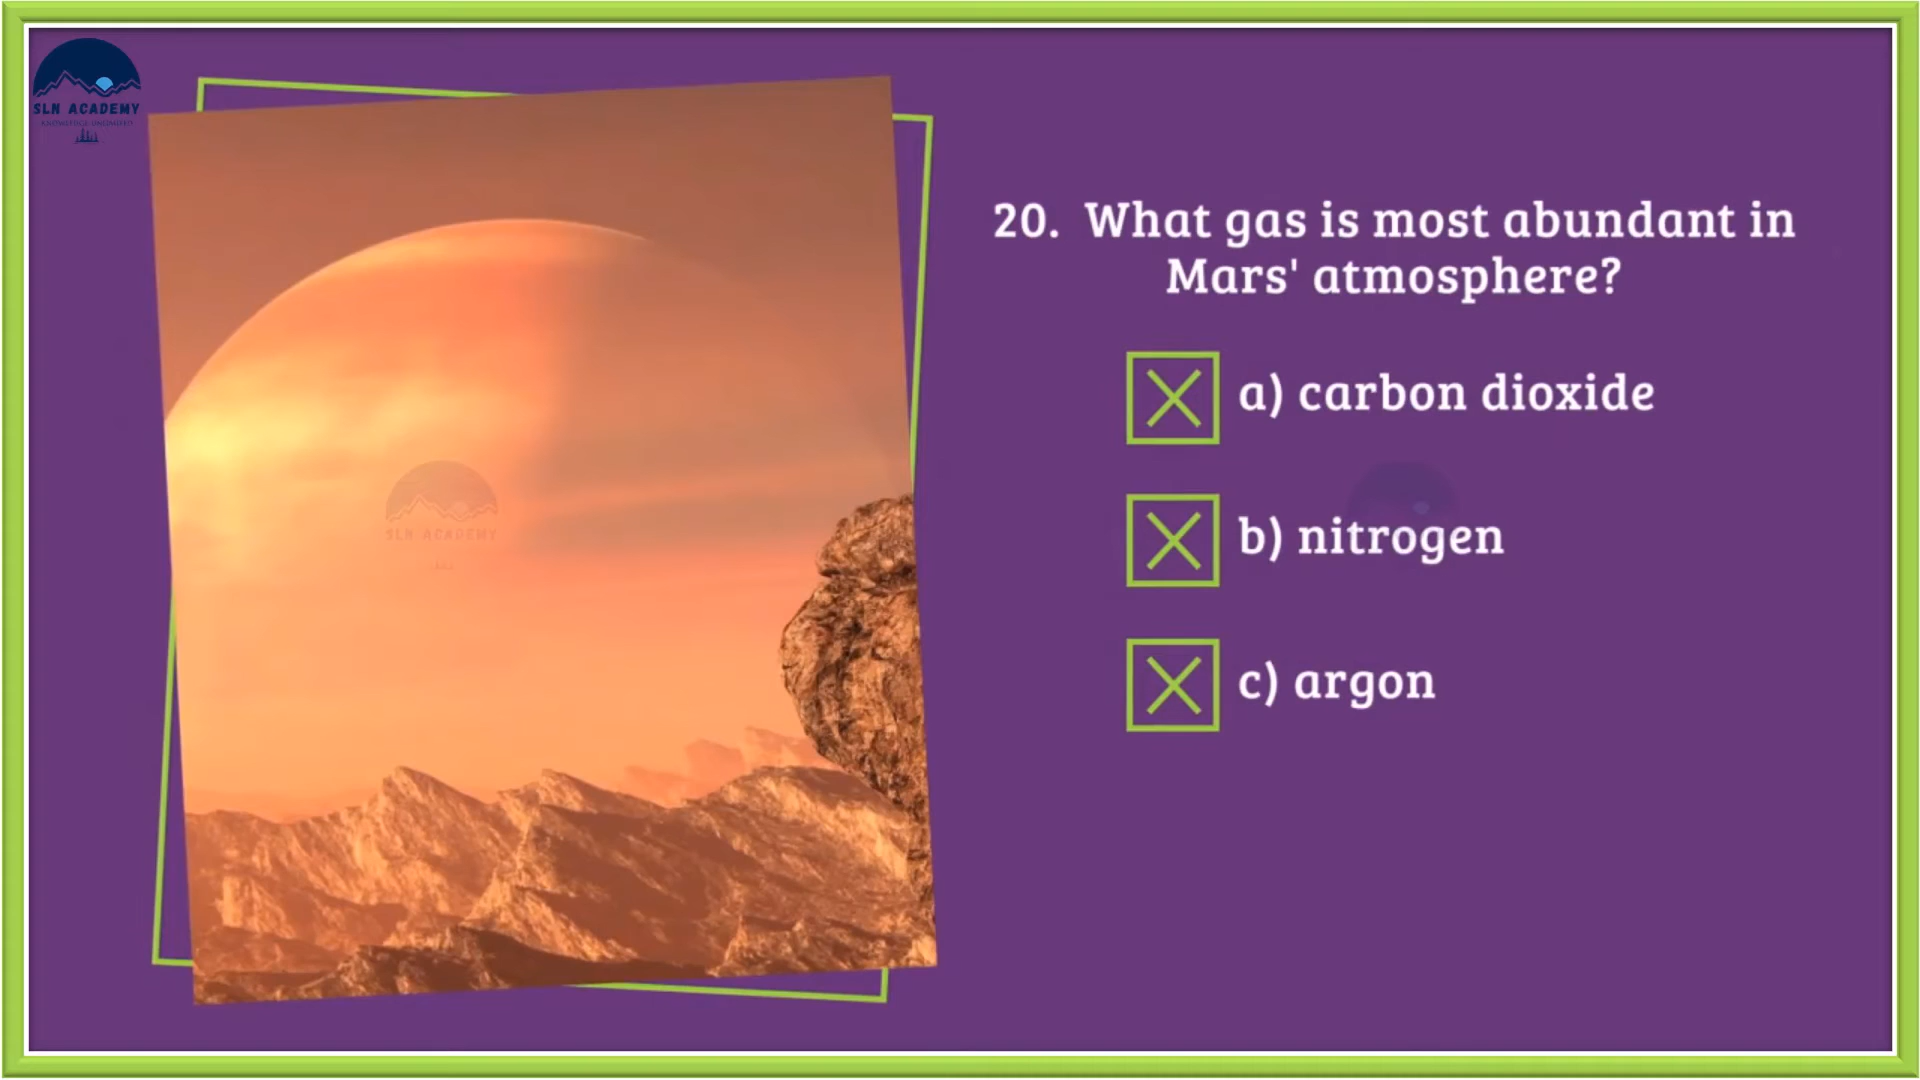 SLN ACADEMY
20. What gas is most abundant in
Mars' atmosphere?
a) carbon dioxide
b) nitrogen
c) argon
SLN ACADEMY